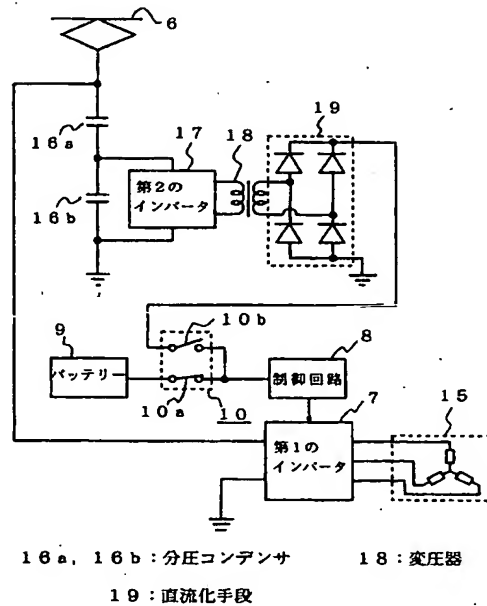 6
16a
16b
17
18
19
第2の
インバータ
9
バッテリー
10b
10a
10
8
制御回路
7
第1の
インバータ
15
16a, 16b:分圧コンデンサ 18:変圧器
19:直流化手段